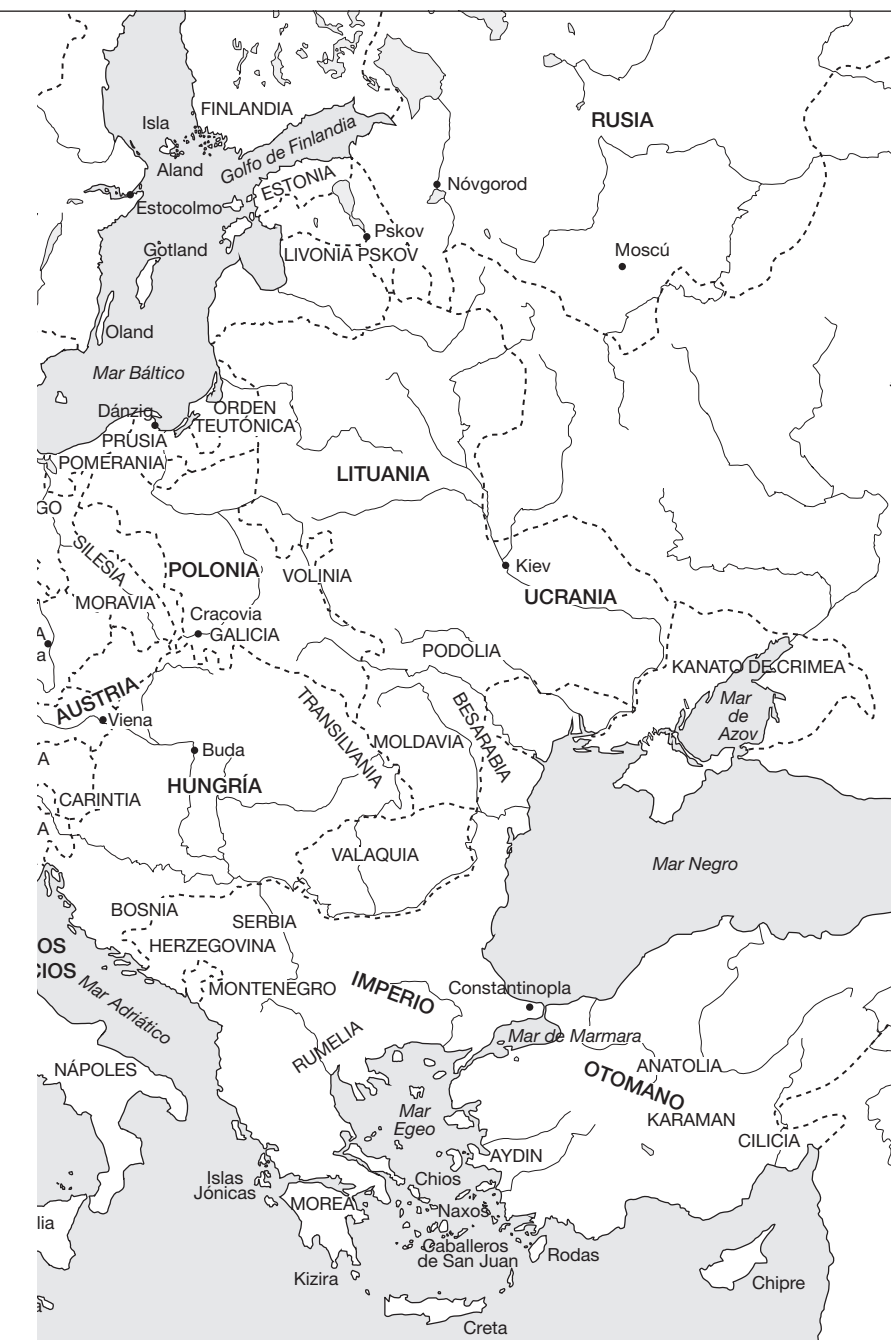 FINLANDIA
Isla
Aland
Golfo de Finlandia
RUSIA
ESTONIA
Nóvgorod
Estocolmo
Pskov
Gotland
LIVONIA PSKOV
Moscú
Oland
Mar Báltico
Dánzig
ORDEN
TEUTÓNICA
PRUSIA
POMERANIA
LITUANIA
GO
SILESIA
POLONIA
VOLINIA
Kiev
UCRANIA
MORAVIA
Cracovia
GALICIA
A
a
PODOLIA
KANATO DE CRIMEA
AUSTRIA
Viena
TRANSILVANIA
BESARABIA
Mar
de
Azov
MOLDAVIA
Buda
A
HUNGRÍA
CARINTIA
A
VALAQUIA
Mar Negro
BOSNIA
SERBIA
HERZEGOVINA
OS
CIOS
Mar Adriático
MONTENEGRO
IMPERIO
Constantinopla
Mar de Marmara
RUMELIA
NÁPOLES
ANATOLIA
OTOMANO
KARAMAN
Mar
Egeo
CILICIA
AYDIN
Islas
Jónicas
Chios
MOREA
Naxos
lia
Caballeros
de San Juan
Rodas
Kizira
Chipre
a
Creta